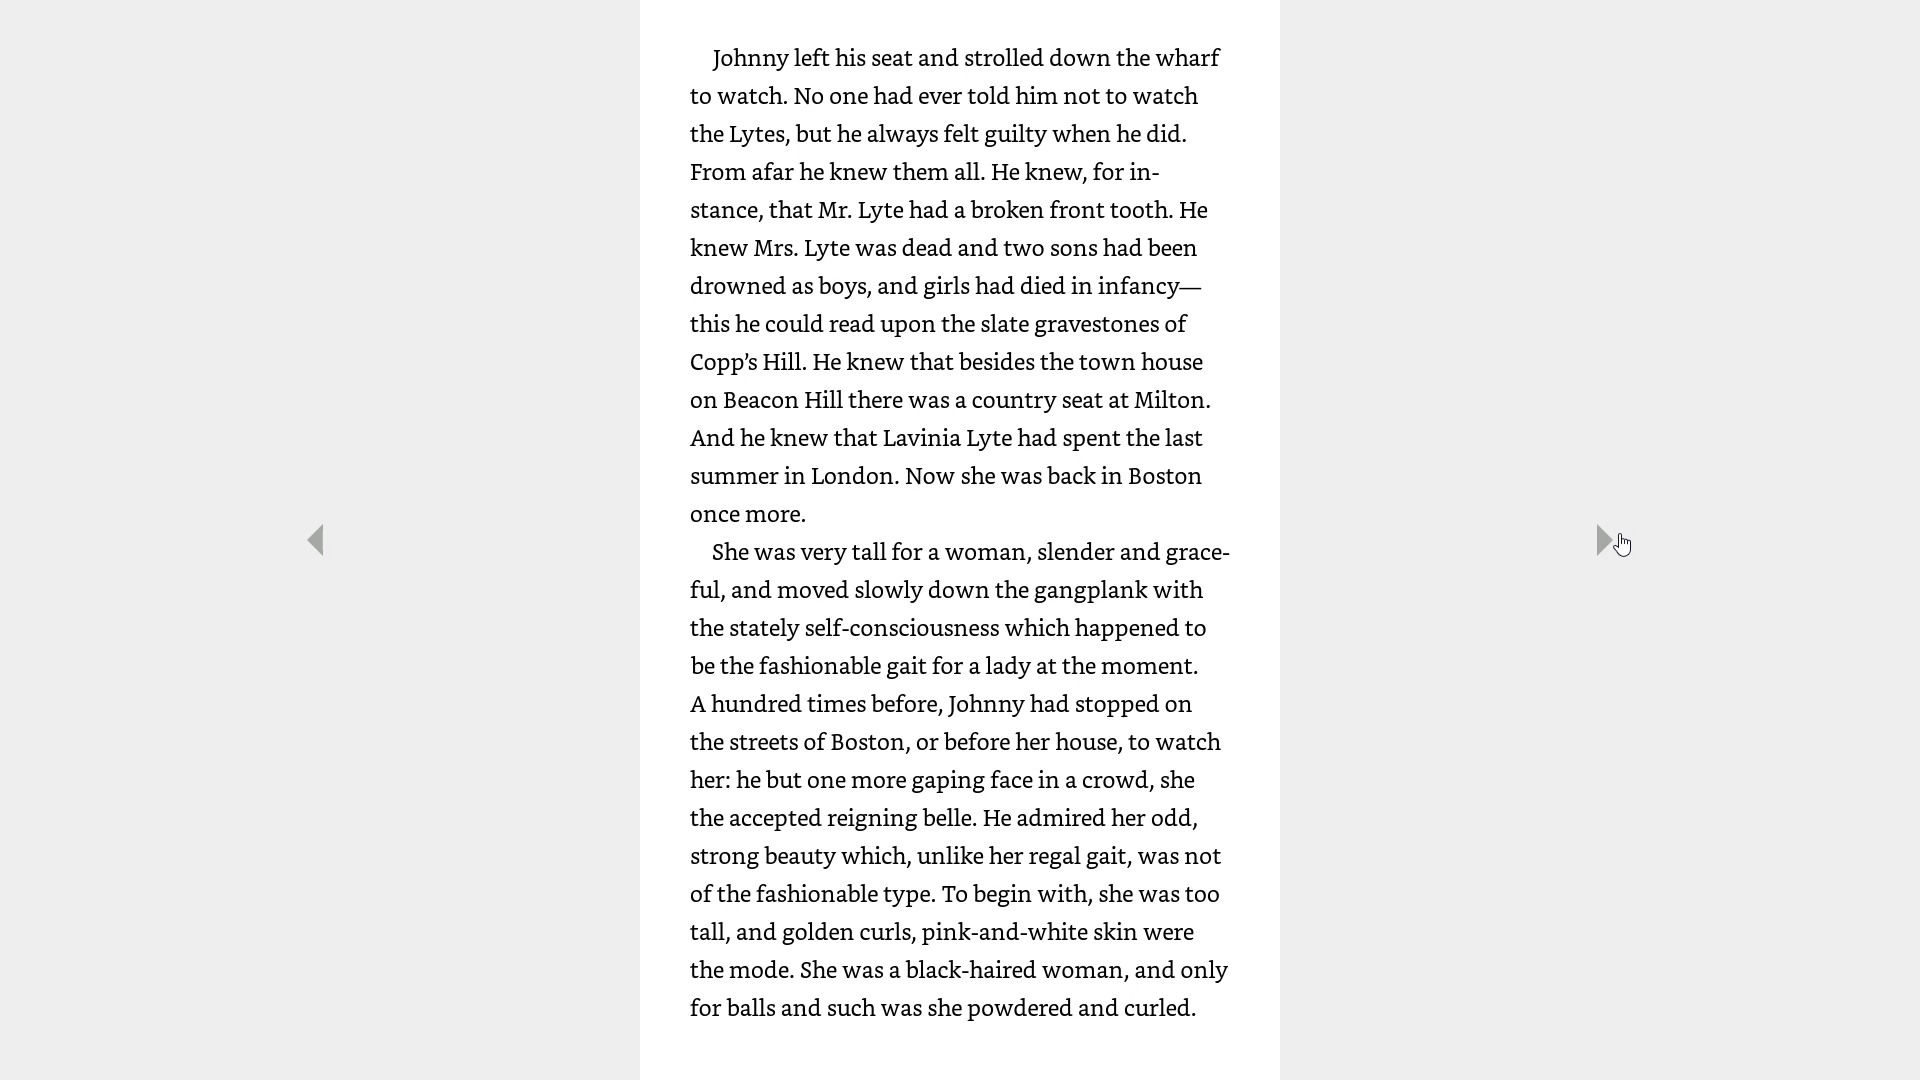 Johnny left his seat and strolled down the wharf
to watch. No one had ever told him not to watch
the Lytes, but he always felt guilty when he did.
From afar he knew them all. He knew, for in-
stance, that Mr. Lyte had a broken front tooth. He
knew Mrs. Lyte was dead and two sons had been
drowned as boys, and girls had died in infancy—
this he could read upon the slate gravestones of
Copp’s Hill. He knew that besides the town house
on Beacon Hill there was a country seat at Milton.
And he knew that Lavinia Lyte had spent the last
summer in London. Now she was back in Boston
once more.
She was very tall for a woman, slender and grace-
ful, and moved slowly down the gangplank with
the stately self-consciousness which happened to
be the fashionable gait for a lady at the moment.
A hundred times before, Johnny had stopped on
the streets of Boston, or before her house, to watch
her: he but one more gaping face in a crowd, she
the accepted reigning belle. He admired her odd,
strong beauty which, unlike her regal gait, was not
of the fashionable type. To begin with, she was too
tall, and golden curls, pink-and-white skin were
the mode. She was a black-haired woman, and only
for balls and such was she powdered and curled.